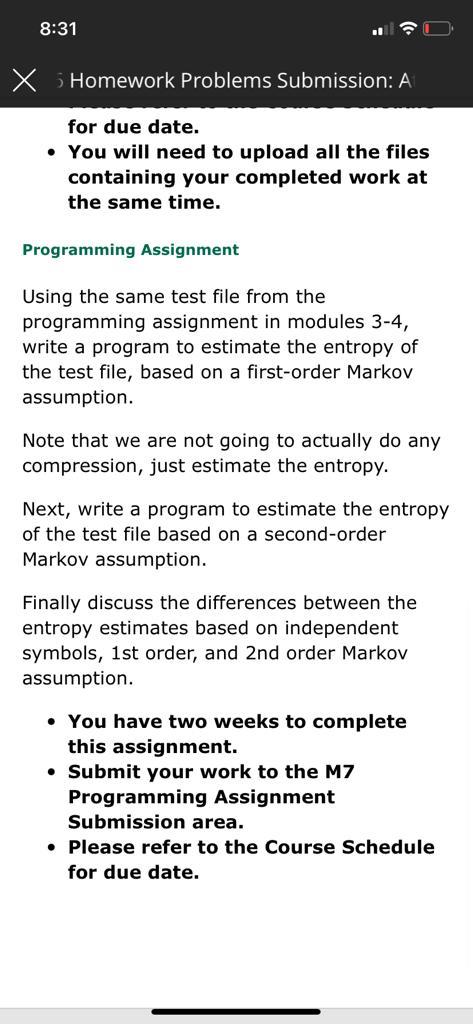 8:31
5 Homework Problems Submission: A
for due date.
• You will need to upload all the files
containing your completed work at
the same time.
Programming Assignment
Using the same test file from the
programming assignment in modules 3-4,
write a program to estimate the entropy of
the test file, based on a first-order Markov
assumption.
Note that we are not going to actually do any
compression, just estimate the entropy.
Next, write a program to estimate the entropy
of the test file based on a second-order
Markov assumption.
Finally discuss the differences between the
entropy estimates based on independent
symbols, 1st order, and 2nd order Markov
assumption.
• You have two weeks to complete
this assignment.
• Submit your work to the M7
Programming Assignment
Submission area.
• Please refer to the Course Schedule
for due date.